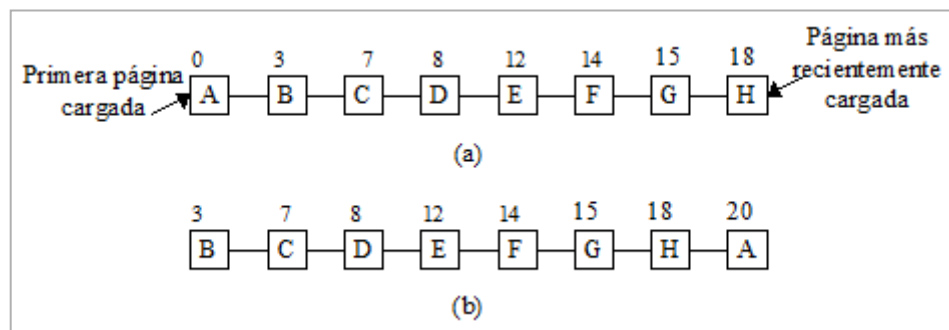 0 3 7 8 12 14 15 18
Primera página
cargada
A B C D E F G H
Página más
recientemente
cargada
(a)
3 7 8 12 14 15 18 20
B C D E F G H A
(b)